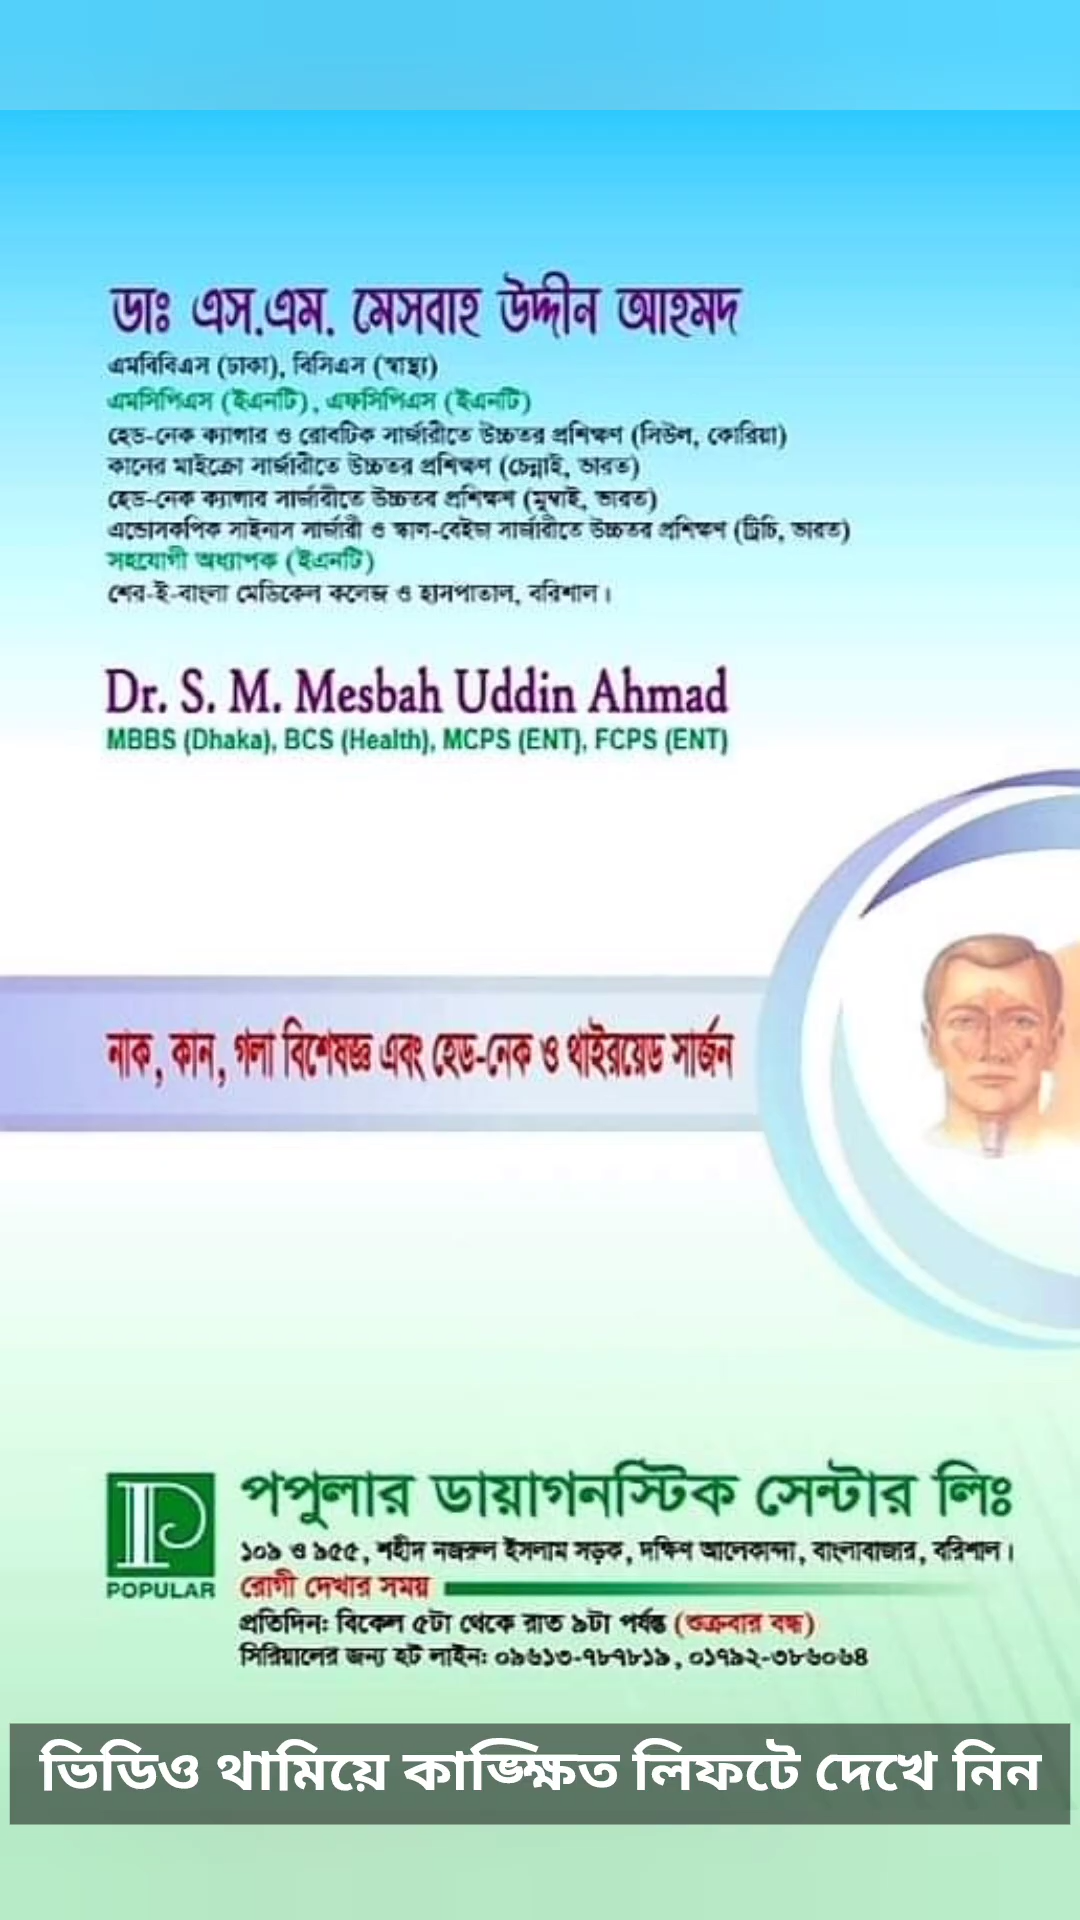 ডাঃ এস.এম. মেসবাহ উদ্দীন আহমদ
এমবিবিএস (ঢাকা), বিসিএস (স্বাস্থ্য)
এমসিপিএস (ইএনটি), এফসিপিএস (ইএনটি)
হেড-নেক ক্যান্সার ও রোবটিক সার্জারীতে উচ্চতর প্রশিক্ষণ (সিউল, কোরিয়া)
কানের মাইক্রো সার্জারীতে উচ্চতর প্রশিক্ষণ (চেন্নাই, ভারত)
হেড-নেক ক্যান্সার সার্জারীতে উচ্চতর প্রশিক্ষণ (মুম্বাই, ভারত)
এন্ডোসকপিক সাইনাস সার্জারী ও স্কাল-বেইজ সার্জারীতে উচ্চতর প্রশিক্ষণ (ট্রিচি, ভারত)
সহযোগী অধ্যাপক (ইএনটি)
শের-ই-বাংলা মেডিকেল কলেজ ও হাসপাতাল, বরিশাল।
Dr. S. M. Mesbah Uddin Ahmad
MBBS (Dhaka), BCS (Health), MCPS (ENT), FCPS (ENT)
নাক, কান, গলা বিশেষজ্ঞ এবং হেড-নেক ও থাইরয়েড সার্জন
পপুলার ডায়াগনস্টিক সেন্টার লিঃ
১০৯ ও ৯৫৫, শহীদ নজরুল ইসলাম সড়ক, দক্ষিণ আলেকান্দা, বাংলাবাজার, বরিশাল।
POPULAR
রোগী দেখার সময়
প্রতিদিন: বিকেল ৫টা থেকে রাত ৯টা পর্যন্ত (শুক্রবার বন্ধ)
সিরিয়ালের জন্য হট লাইন: ০৯৬১৩-৭৮৭৮১৯, ০১৭৯২-৩৮৬০৬৪
ভিডিও থামিয়ে কাঙ্ক্ষিত লিফটে দেখে নিন